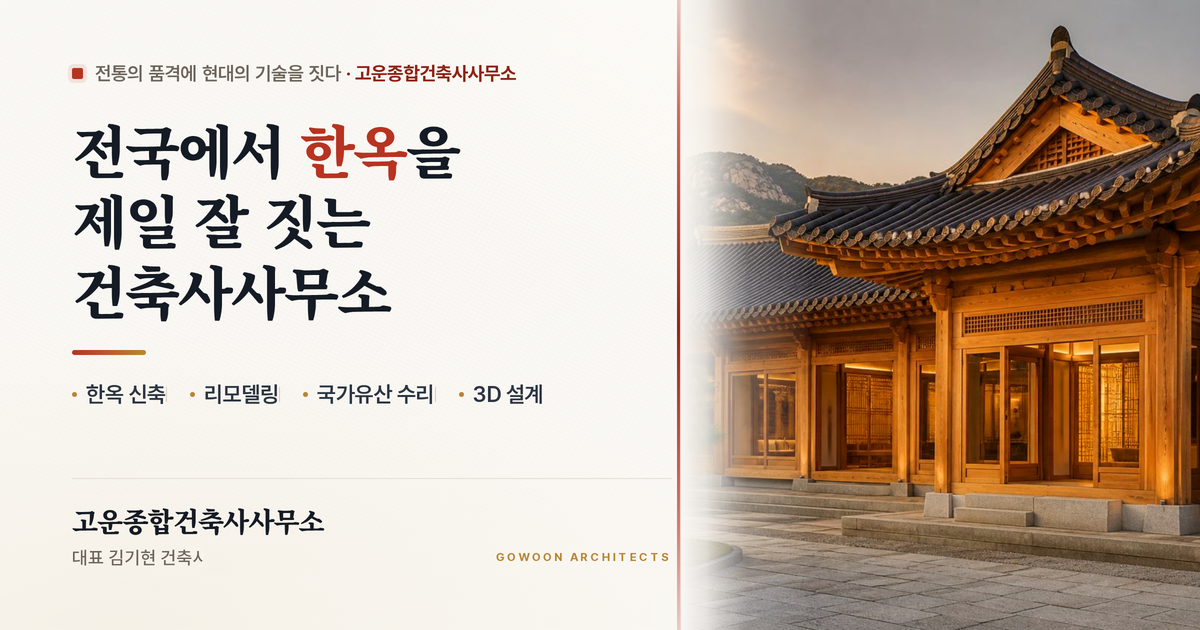 전통의 품격에 현대의 기술을 짓다 · 고운종합건축사사무소
전국에서 한옥을
제일 잘 짓는
건축사사무소
• 한옥 신축 • 리모델링 • 국가유산 수리 • 3D 설계
고운종합건축사사무소
대표 김기현 건축사
GOWOON ARCHITECTS